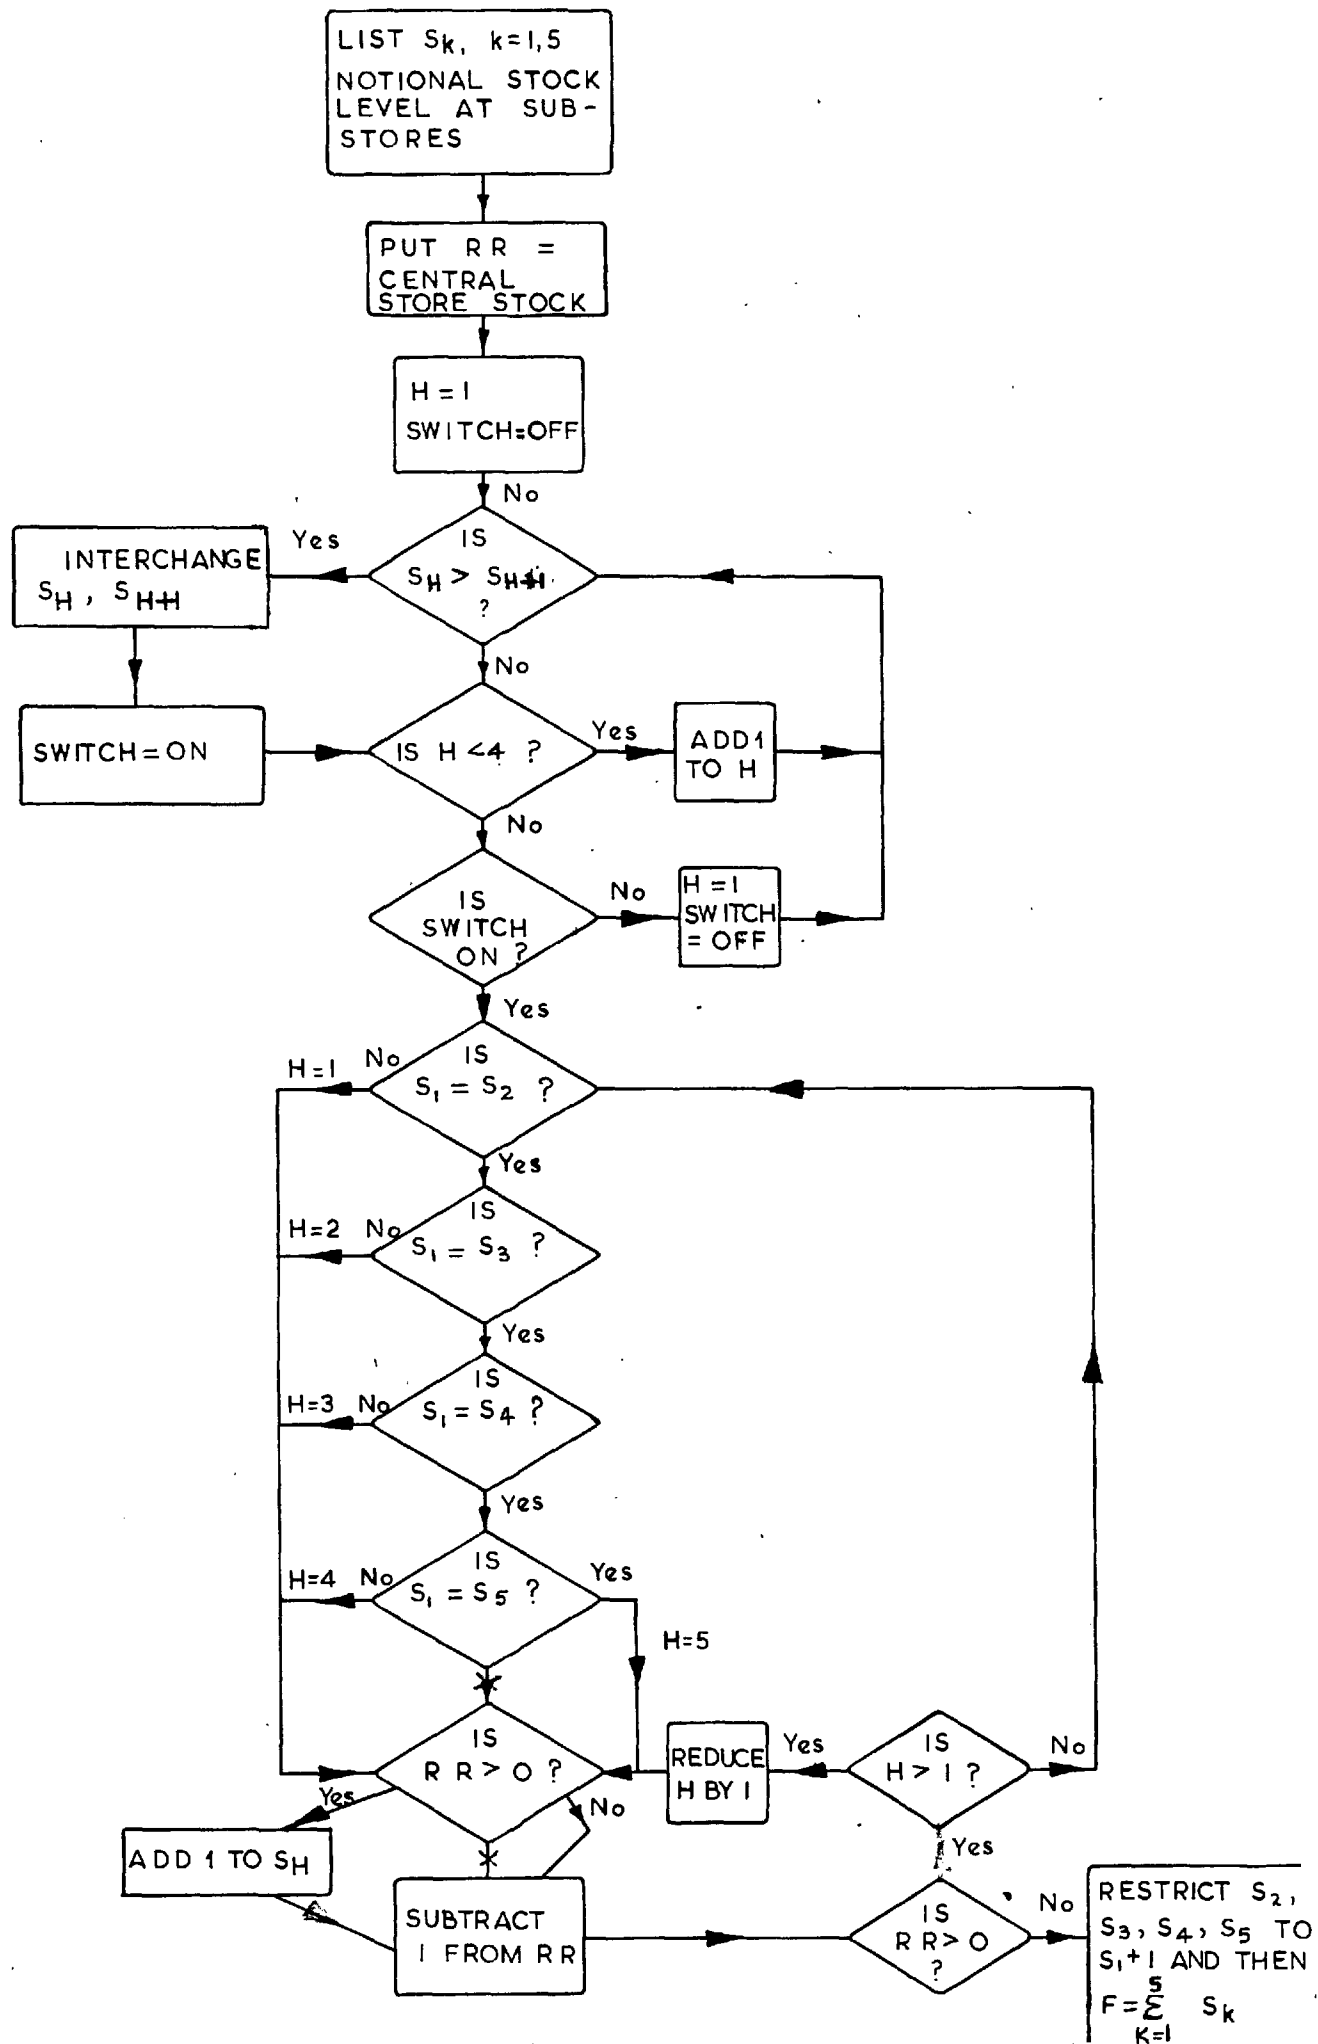 LIST Sk, k=1,5
NOTIONAL STOCK
LEVEL AT SUB-
STORES
PUT RR =
CENTRAL
STORE STOCK
H = 1
SWITCH=OFF
No
IS
SH > SH+1
?
Yes
INTERCHANGE
SH, SH+1
No
SWITCH=ON
IS H <4 ?
Yes
ADD 1
TO H
No
IS
SWITCH
ON ?
No
H = 1
SWITCH
= OFF
Yes
IS
S1 = S2 ?
No
H=1
Yes
IS
S1 = S3 ?
No
H=2
Yes
IS
S1 = S4 ?
No
H=3
Yes
IS
S1 = S5 ?
No
H=4
Yes
H=5
IS
R R > 0 ?
REDUCE
H BY 1
Yes
IS
H > 1 ?
No
Yes
No
ADD 1 TO SH
Yes
SUBTRACT
1 FROM RR
IS
R R > 0
?
No
RESTRICT S2,
S3, S4, S5 TO
S1+1 AND THEN
F = Σ Sk
5
K=1